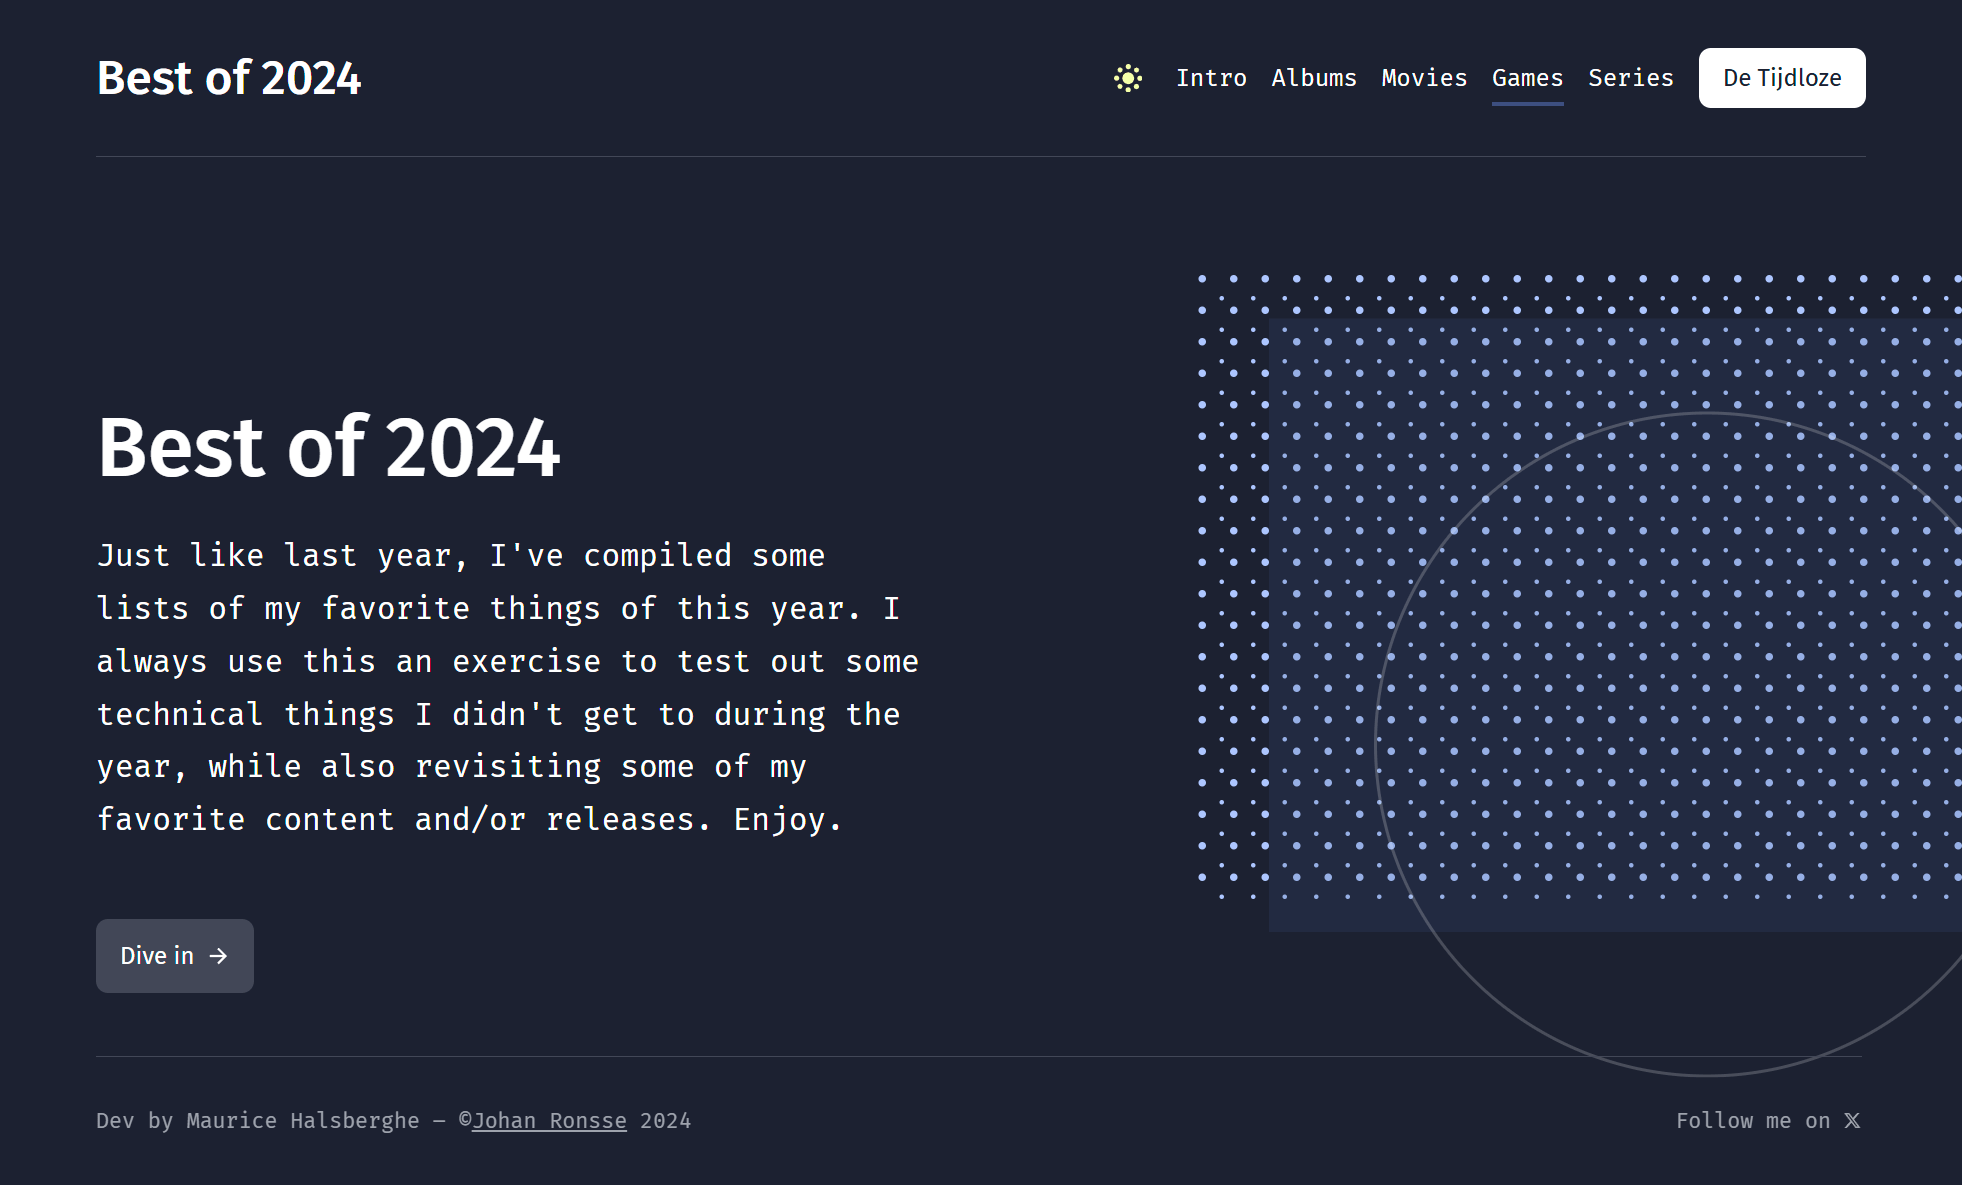 Best of 2024
Intro Albums Movies Games Series De Tijdloze
Best of 2024
Just like last year, I've compiled some
lists of my favorite things of this year. I
always use this an exercise to test out some
technical things I didn't get to during the
year, while also revisiting some of my
favorite content and/or releases. Enjoy.
Dive in →
Dev by Maurice Halsberghe — ©Johan Ronsse 2024
Follow me on 𝕏